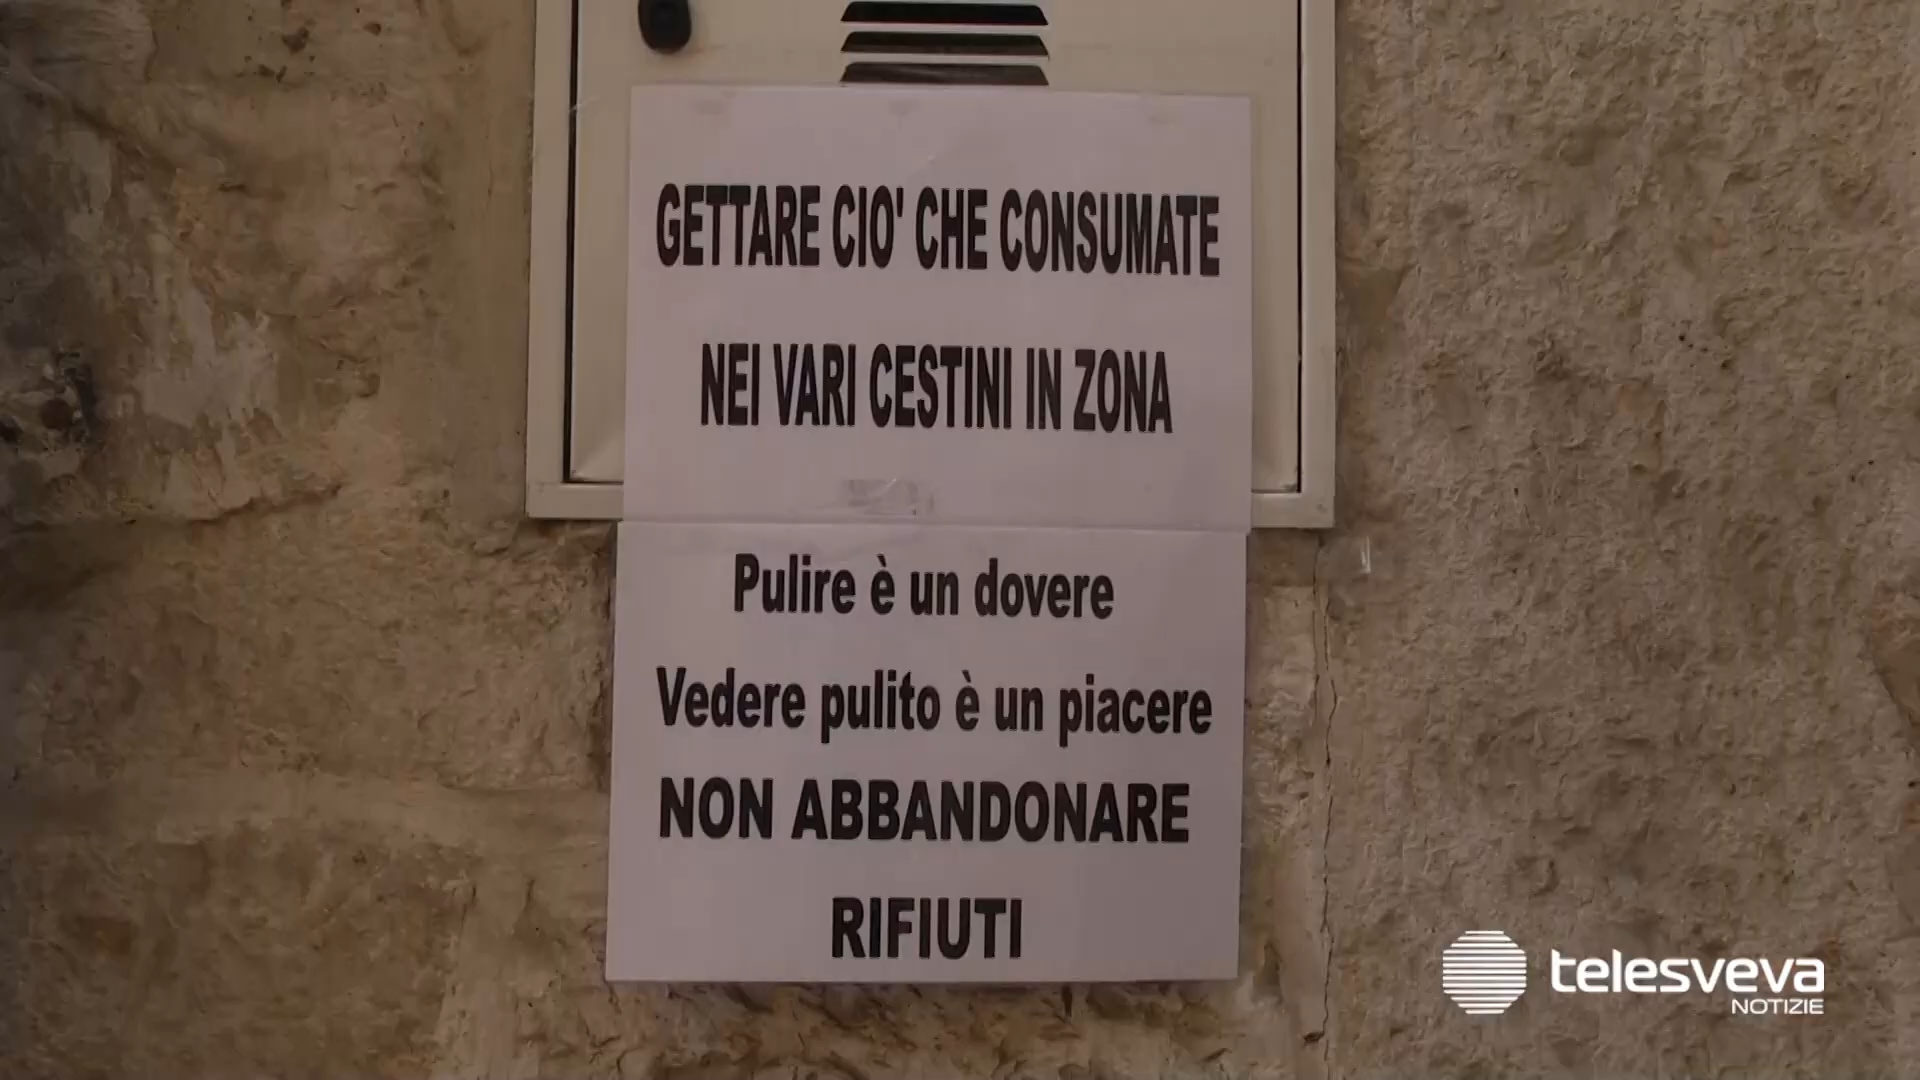 GETTARE CIO' CHE CONSUMATE
NEI VARI CESTINI IN ZONA
Pulire è un dovere
Vedere pulito è un piacere
NON ABBANDONARE
RIFIUTI
telesveva
NOTIZIE